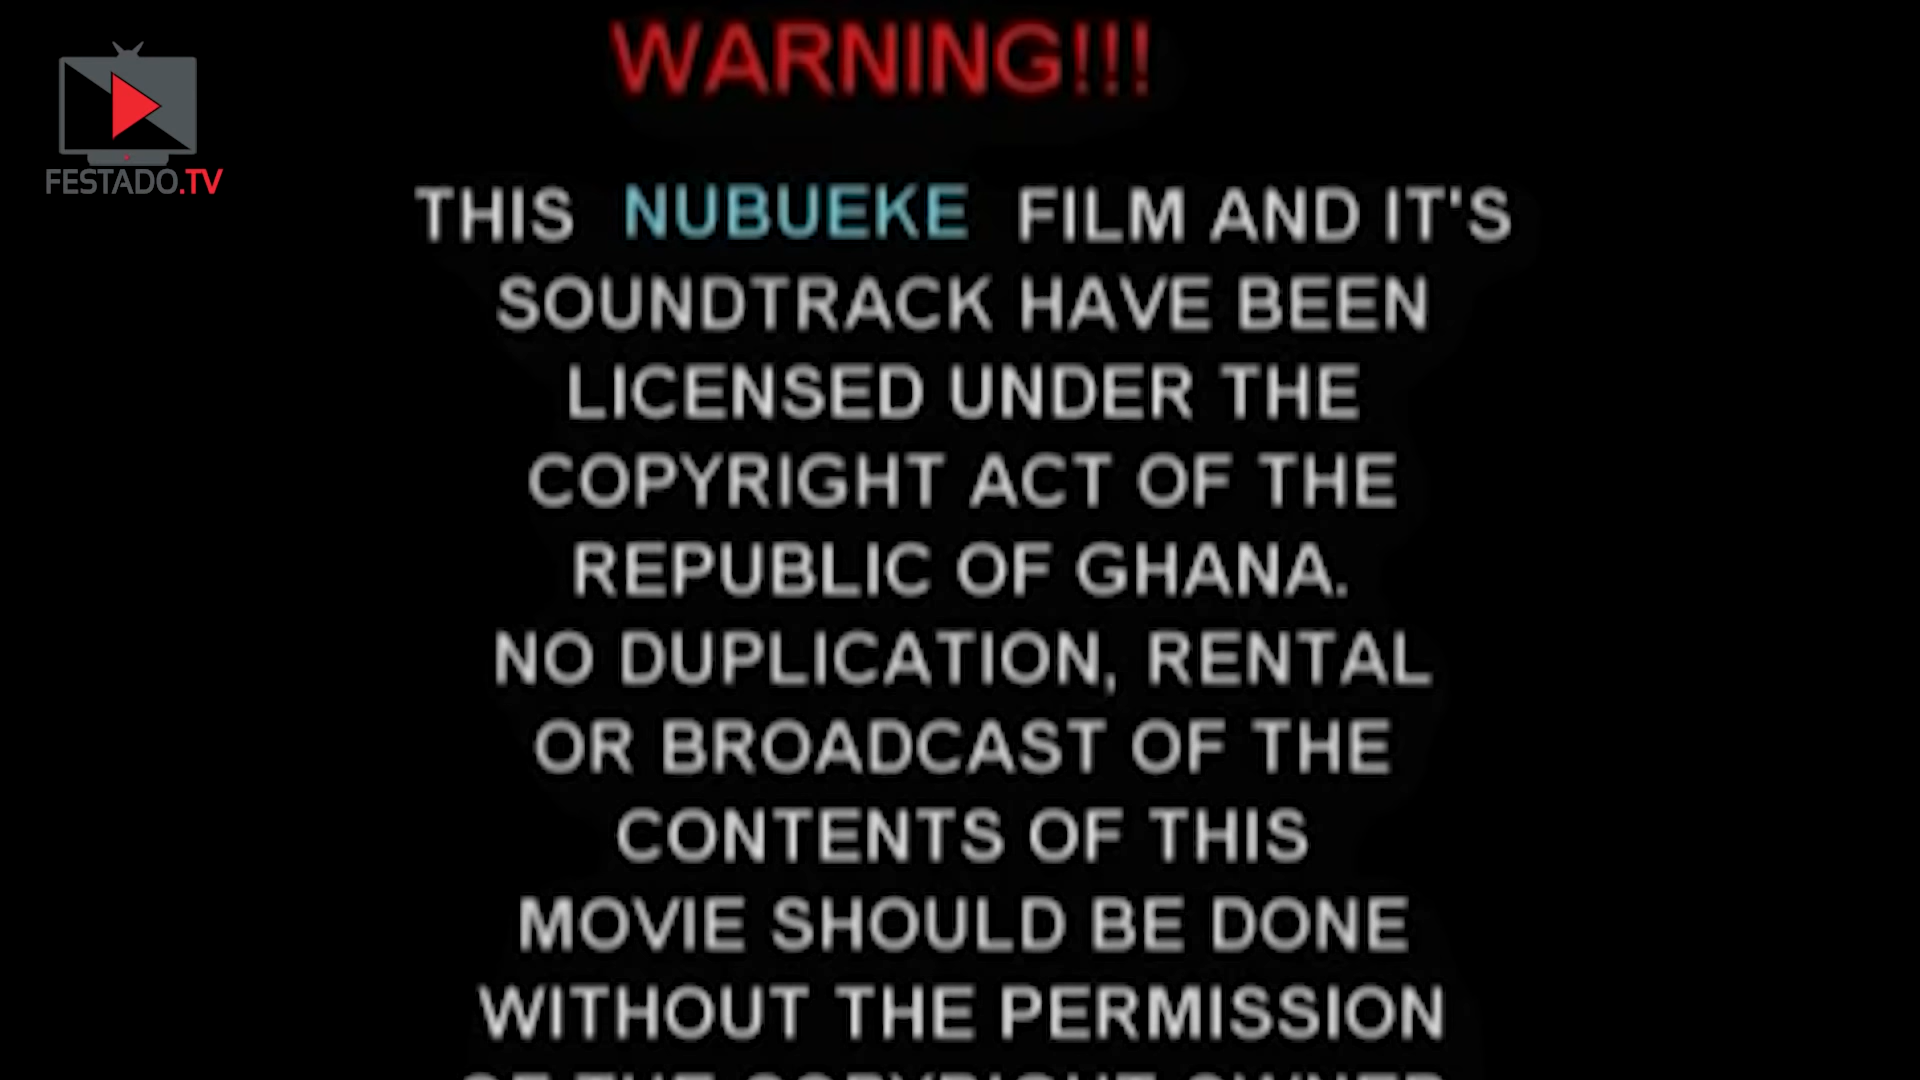 WARNING!!!
FESTADO.TV
THIS NUBUEKE FILM AND IT'S
SOUNDTRACK HAVE BEEN
LICENSED UNDER THE
COPYRIGHT ACT OF THE
REPUBLIC OF GHANA.
NO DUPLICATION, RENTAL
OR BROADCAST OF THE
CONTENTS OF THIS
MOVIE SHOULD BE DONE
WITHOUT THE PERMISSION